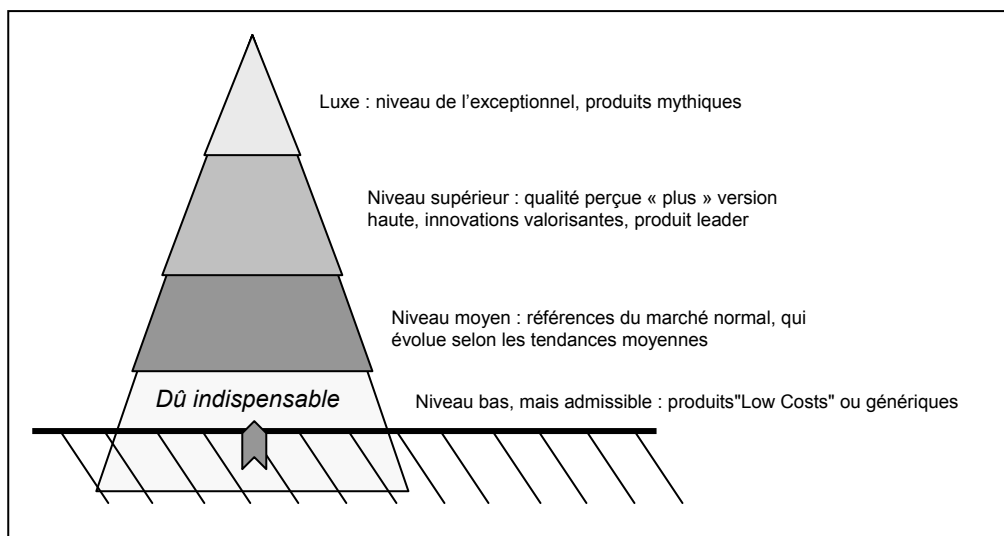 Luxe : niveau de l’exceptionnel, produits mythiques
Niveau supérieur : qualité perçue « plus » version
haute, innovations valorisantes, produit leader
Niveau moyen : références du marché normal, qui
évolue selon les tendances moyennes
Dû indispensable
Niveau bas, mais admissible : produits"Low Costs" ou génériques